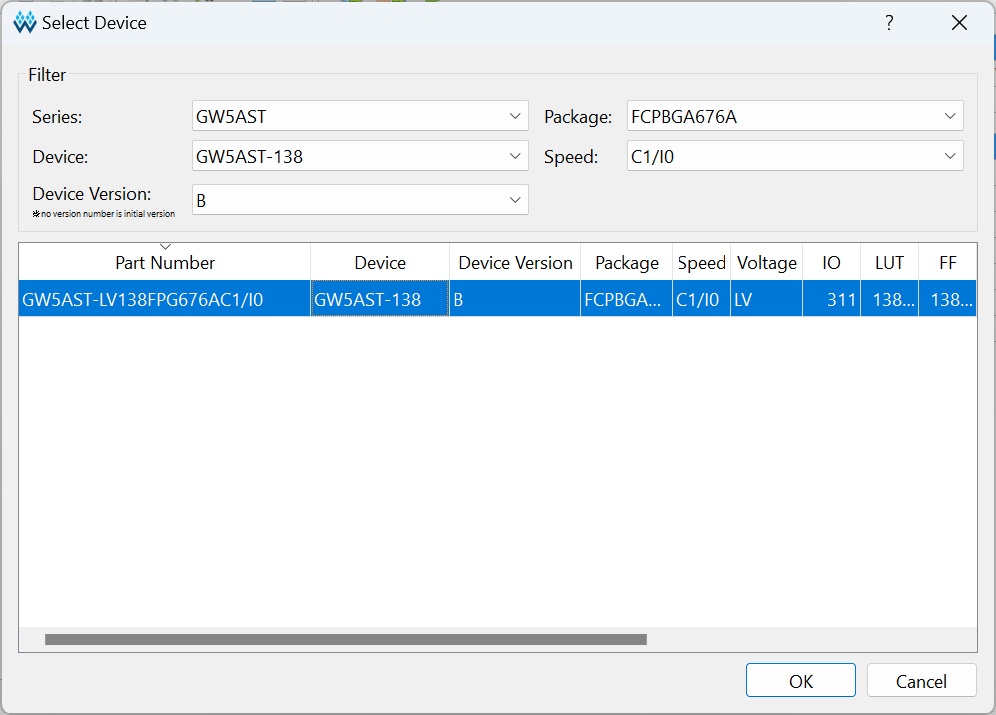 Select Device
?
Filter
Series: GW5AST Package: FCPBGA676A
Device: GW5AST-138 Speed: C1/I0
Device Version: B
※no version number is initial version
Part Number Device Device Version Package Speed Voltage IO LUT FF
GW5AST-LV138FPG676AC1/I0 GW5AST-138 B FCPBGA... C1/I0 LV 311 138... 138...
OK Cancel